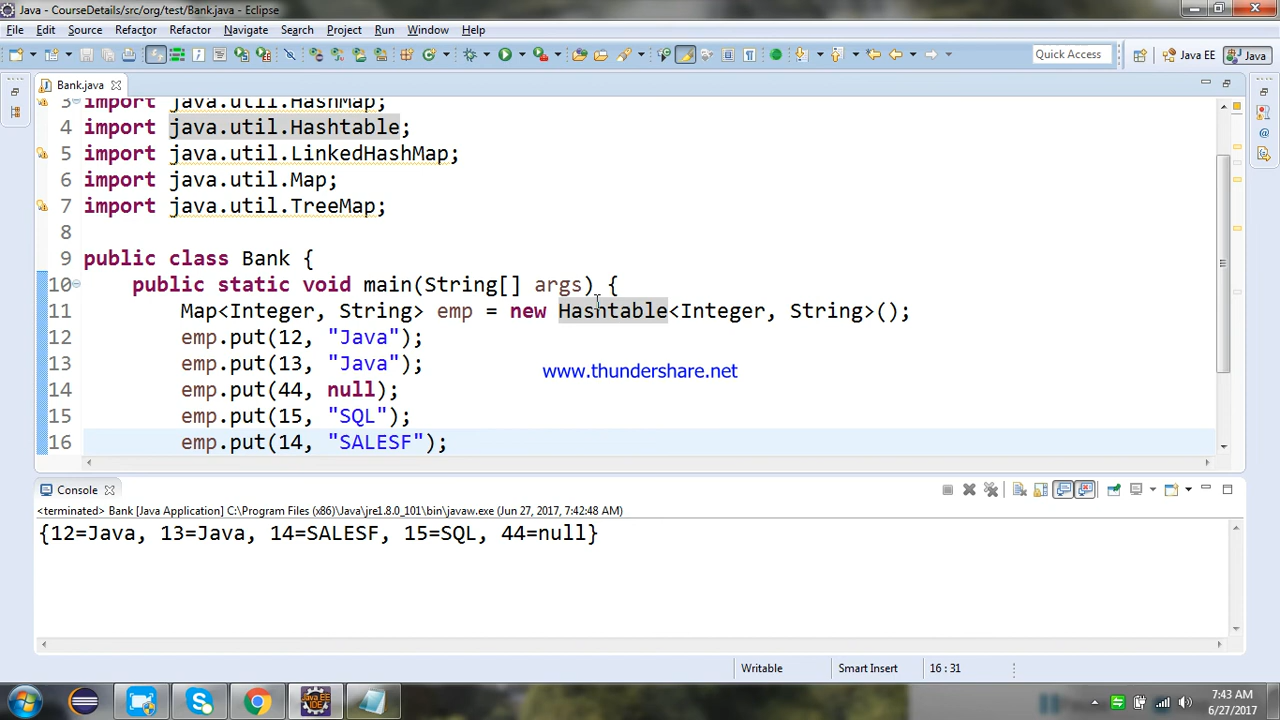 Java - CourseDetails/src/org/test/Bank.java - Eclipse
File Edit Source Refactor Refactor Navigate Search Project Run Window Help
Quick Access Java EE Java
Bank.java
3 import java.util.HashMap;
4 import java.util.Hashtable;
5 import java.util.LinkedHashMap;
6 import java.util.Map;
7 import java.util.TreeMap;
8
9 public class Bank {
10 public static void main(String[] args) {
11 Map<Integer, String> emp = new Hashtable<Integer, String>();
12 emp.put(12, "Java");
13 emp.put(13, "Java");
www.thundershare.net
14 emp.put(44, null);
15 emp.put(15, "SQL");
16 emp.put(14, "SALESF");
Console
<terminated> Bank [Java Application] C:\Program Files (x86)\Java\jre1.8.0_101\bin\javaw.exe (Jun 27, 2017, 7:42:48 AM)
{12=Java, 13=Java, 14=SALESF, 15=SQL, 44=null}
Writable Smart Insert 16 : 31
Java EE
IDE
7:43 AM
6/27/2017